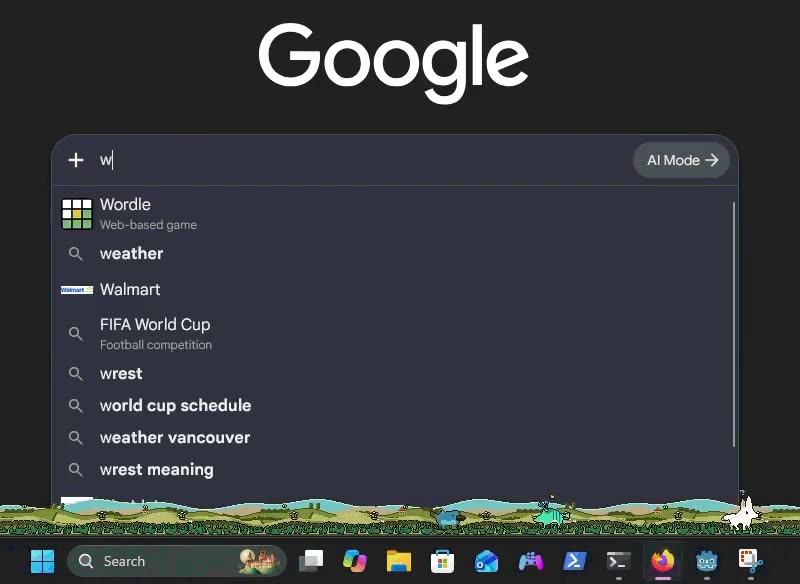 Google
w
AI Mode
Wordle
Web-based game
weather
Walmart
Walmart
FIFA World Cup
Football competition
wrest
world cup schedule
weather vancouver
wrest meaning
Search